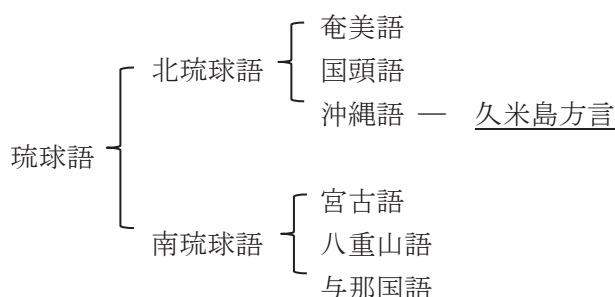 奄美語
北琉球語
国頭語
沖縄語 ― 久米島方言
琉球語
宮古語
南琉球語
八重山語
与那国語